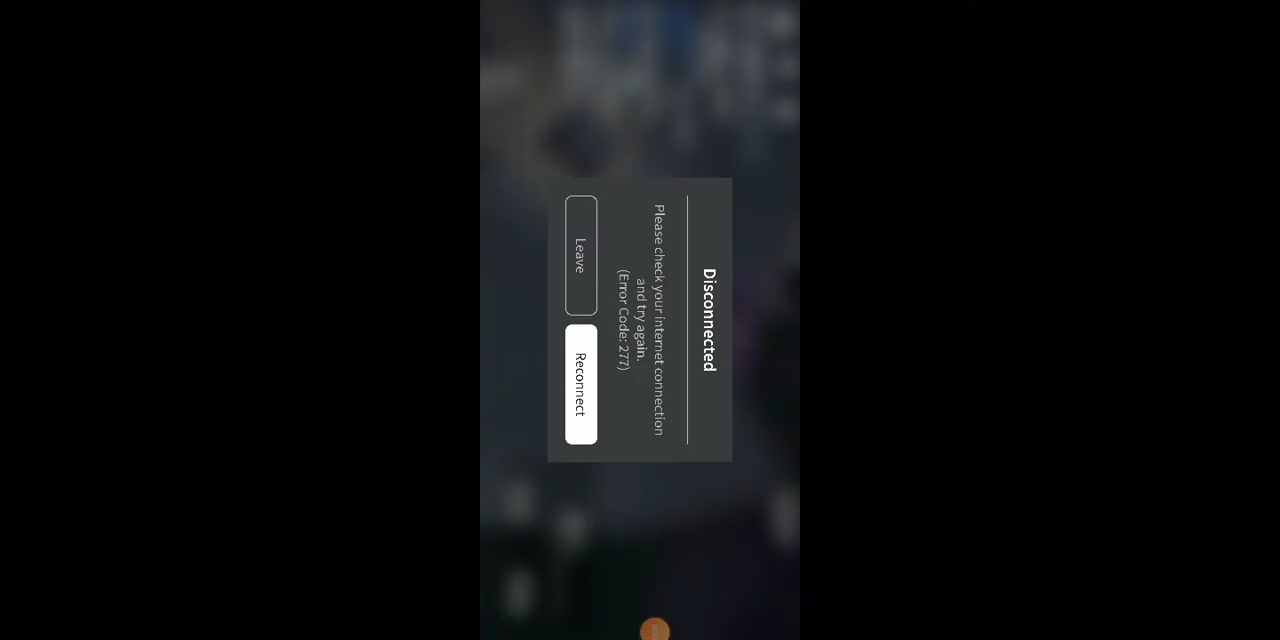 Disconnected
Please check your internet connection
and try again.
(Error Code: 277)
Leave
Reconnect